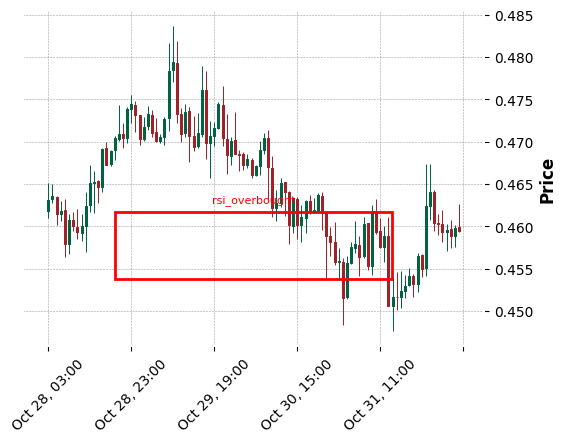 0.485
0.480
0.475
0.470
0.465
rsi_overbought
0.460
0.455
0.450
Price
Oct 28, 03:00
Oct 28, 23:00
Oct 29, 19:00
Oct 30, 15:00
Oct 31, 11:00